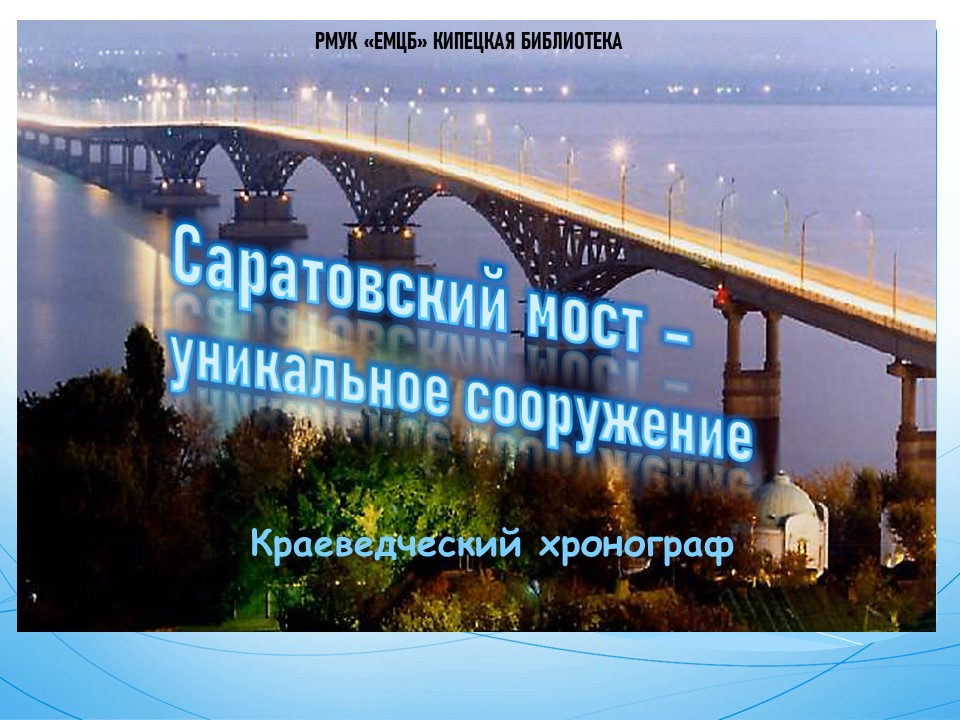 РМУК «ЕМЦБ» КИПЕЦКАЯ БИБЛИОТЕКА
Саратовский мост –
уникальное сооружение
Краеведческий хронограф